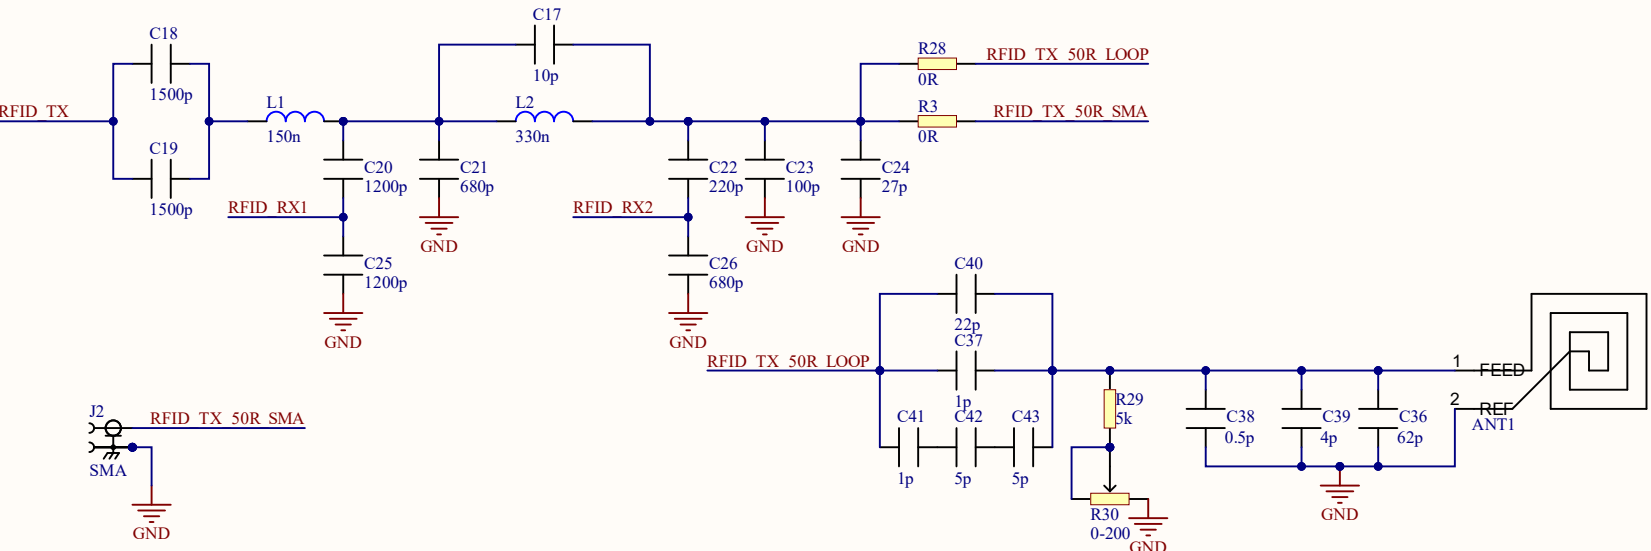 C17
10p
C18
1500p
R28
RFID_TX_50R_LOOP
0R
RFID_TX
L1
150n
L2
330n
R3
RFID_TX_50R_SMA
0R
C19
1500p
C20
1200p
C21
680p
C22
220p
C23
100p
C24
27p
RFID_RX1
RFID_RX2
GND
GND
GND
C25
1200p
C26
680p
GND
GND
C40
22p
C37
1p
RFID_TX_50R_LOOP
1
FEED
2
REF
ANT1
R29
5k
C38
0.5p
C39
4p
C36
62p
J2
RFID_TX_50R_SMA
SMA
GND
C41
1p
C42
5p
C43
5p
R30
0-200
GND
GND